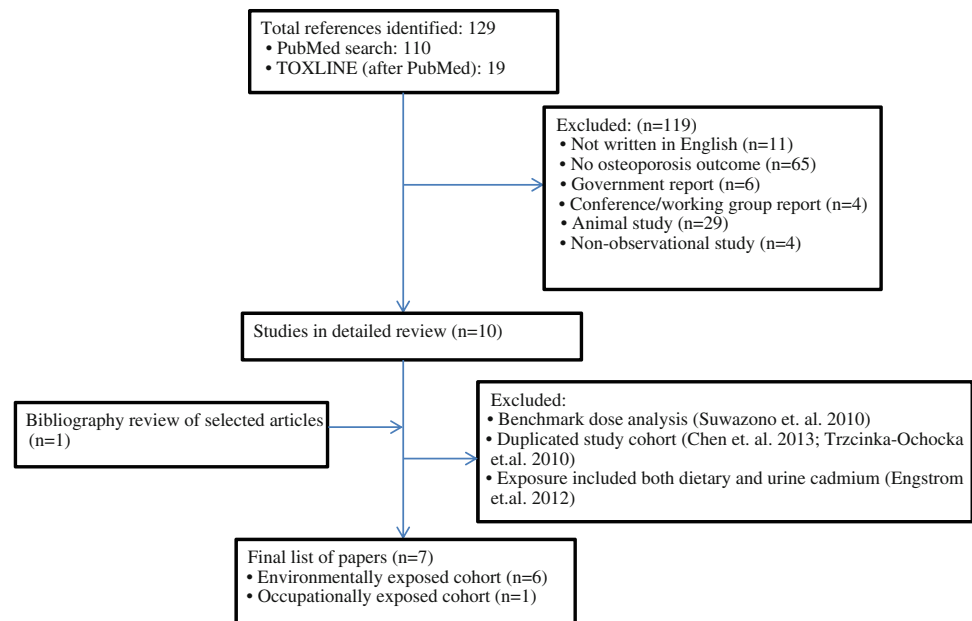 Total references identified: 129
• PubMed search: 110
• TOXLINE (after PubMed): 19
Excluded: (n=119)
• Not written in English (n=11)
• No osteoporosis outcome (n=65)
• Government report (n=6)
• Conference/working group report (n=4)
• Animal study (n=29)
• Non-observational study (n=4)
Studies in detailed review (n=10)
Bibliography review of selected articles
(n=1)
Excluded:
• Benchmark dose analysis (Suwazono et. al. 2010)
• Duplicated study cohort (Chen et. al. 2013; Trzcinka-Ochocka
et.al. 2010)
• Exposure included both dietary and urine cadmium (Engstrom
et.al. 2012)
Final list of papers (n=7)
• Environmentally exposed cohort (n=6)
• Occupationally exposed cohort (n=1)